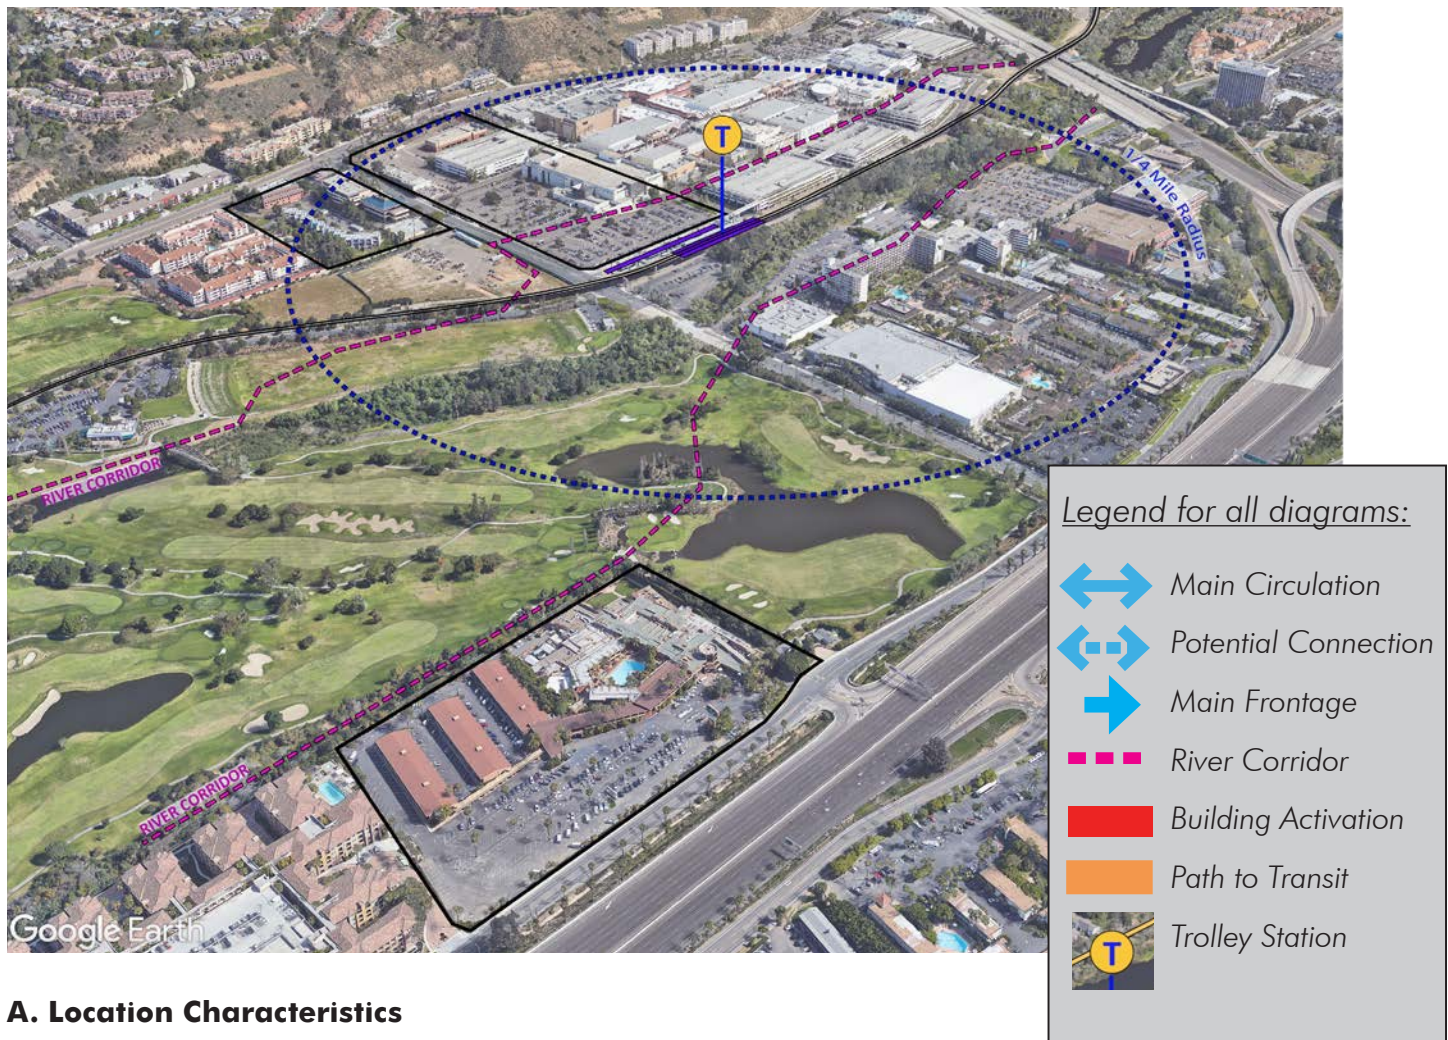 T
1/4 Mile Radius
RIVER CORRIDOR
RIVER CORRIDOR
Google Earth
Legend for all diagrams:
Main Circulation
Potential Connection
Main Frontage
River Corridor
Building Activation
Path to Transit
T
Trolley Station
A. Location Characteristics